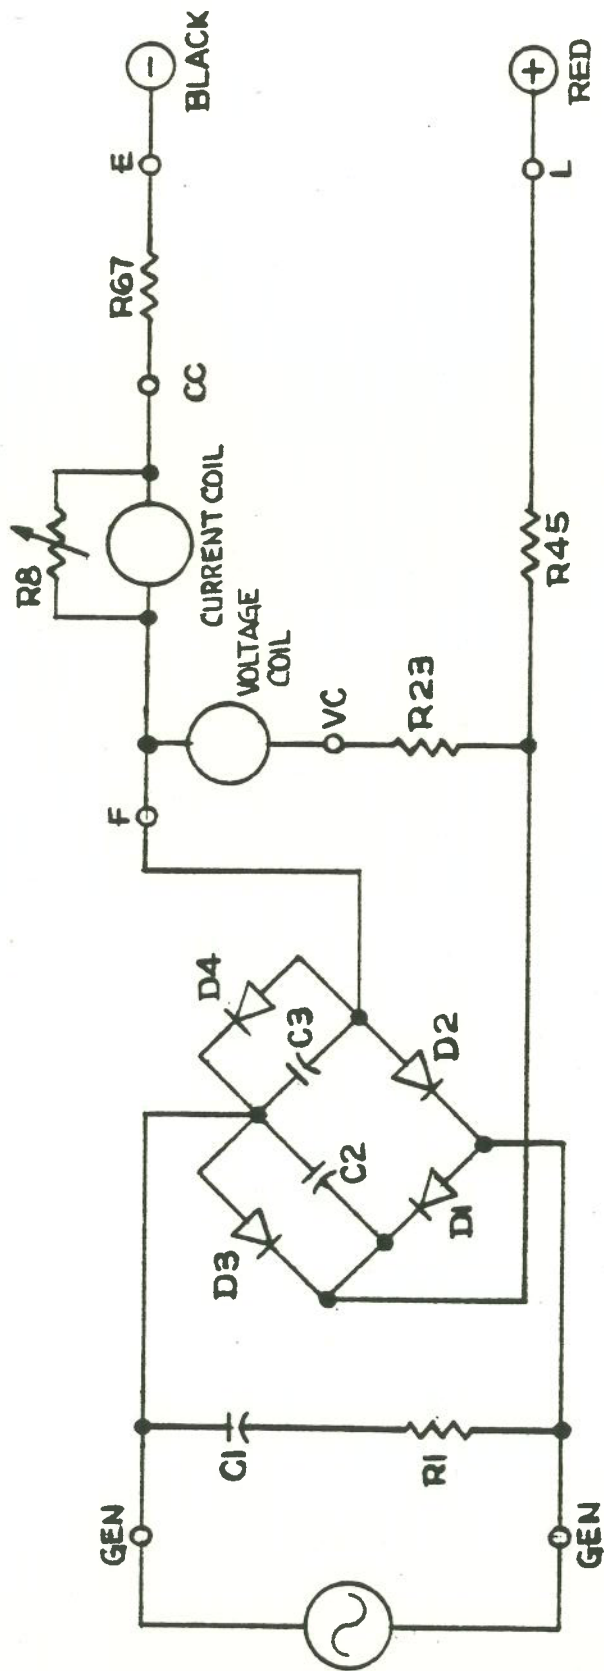 GEN
GEN
C1
R1
D3
D4
C2
C3
D1
D2
F
VOLTAGE
COIL
VC
R23
R8
CURRENT COIL
CC
R67
R45
E
L
-
BLACK
+
RED